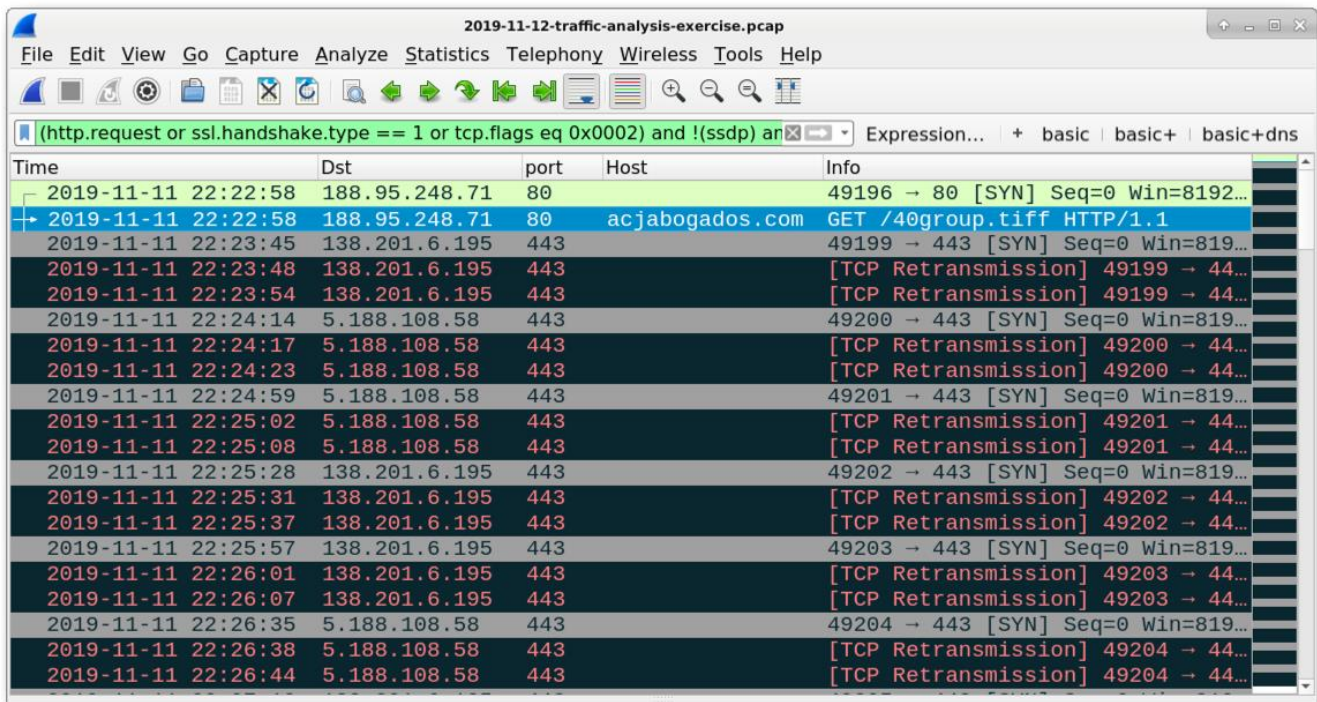 2019-11-12-traffic-analysis-exercise.pcap
File Edit View Go Capture Analyze Statistics Telephony Wireless Tools Help
(http.request or ssl.handshake.type == 1 or tcp.flags eq 0x0002) and !(ssdp) an Expression... + basic basic+ basic+dns
Time Dst port Host Info
2019-11-11 22:22:58 188.95.248.71 80 49196 → 80 [SYN] Seq=0 Win=8192...
2019-11-11 22:22:58 188.95.248.71 80 acjabogados.com GET /40group.tiff HTTP/1.1
2019-11-11 22:23:45 138.201.6.195 443 49199 → 443 [SYN] Seq=0 Win=819...
2019-11-11 22:23:48 138.201.6.195 443 [TCP Retransmission] 49199 → 44...
2019-11-11 22:23:54 138.201.6.195 443 [TCP Retransmission] 49199 → 44...
2019-11-11 22:24:14 5.188.108.58 443 49200 → 443 [SYN] Seq=0 Win=819...
2019-11-11 22:24:17 5.188.108.58 443 [TCP Retransmission] 49200 → 44...
2019-11-11 22:24:23 5.188.108.58 443 [TCP Retransmission] 49200 → 44...
2019-11-11 22:24:59 5.188.108.58 443 49201 → 443 [SYN] Seq=0 Win=819...
2019-11-11 22:25:02 5.188.108.58 443 [TCP Retransmission] 49201 → 44...
2019-11-11 22:25:08 5.188.108.58 443 [TCP Retransmission] 49201 → 44...
2019-11-11 22:25:28 138.201.6.195 443 49202 → 443 [SYN] Seq=0 Win=819...
2019-11-11 22:25:31 138.201.6.195 443 [TCP Retransmission] 49202 → 44...
2019-11-11 22:25:37 138.201.6.195 443 [TCP Retransmission] 49202 → 44...
2019-11-11 22:25:57 138.201.6.195 443 49203 → 443 [SYN] Seq=0 Win=819...
2019-11-11 22:26:01 138.201.6.195 443 [TCP Retransmission] 49203 → 44...
2019-11-11 22:26:07 138.201.6.195 443 [TCP Retransmission] 49203 → 44...
2019-11-11 22:26:35 5.188.108.58 443 49204 → 443 [SYN] Seq=0 Win=819...
2019-11-11 22:26:38 5.188.108.58 443 [TCP Retransmission] 49204 → 44...
2019-11-11 22:26:44 5.188.108.58 443 [TCP Retransmission] 49204 → 44...